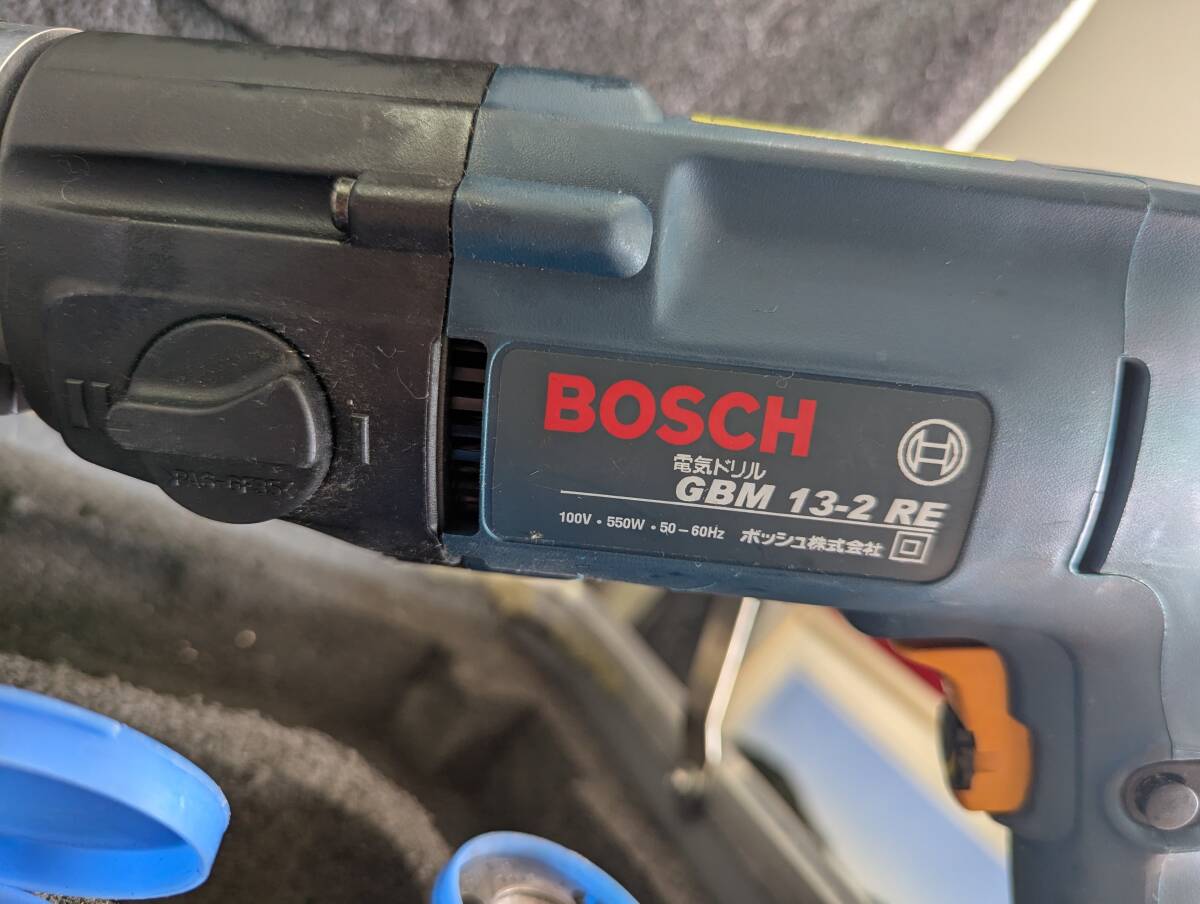 BOSCH
電気ドリル
GBM 13-2 RE
100V・550W・50－60Hz ボッシュ株式会社
II
I